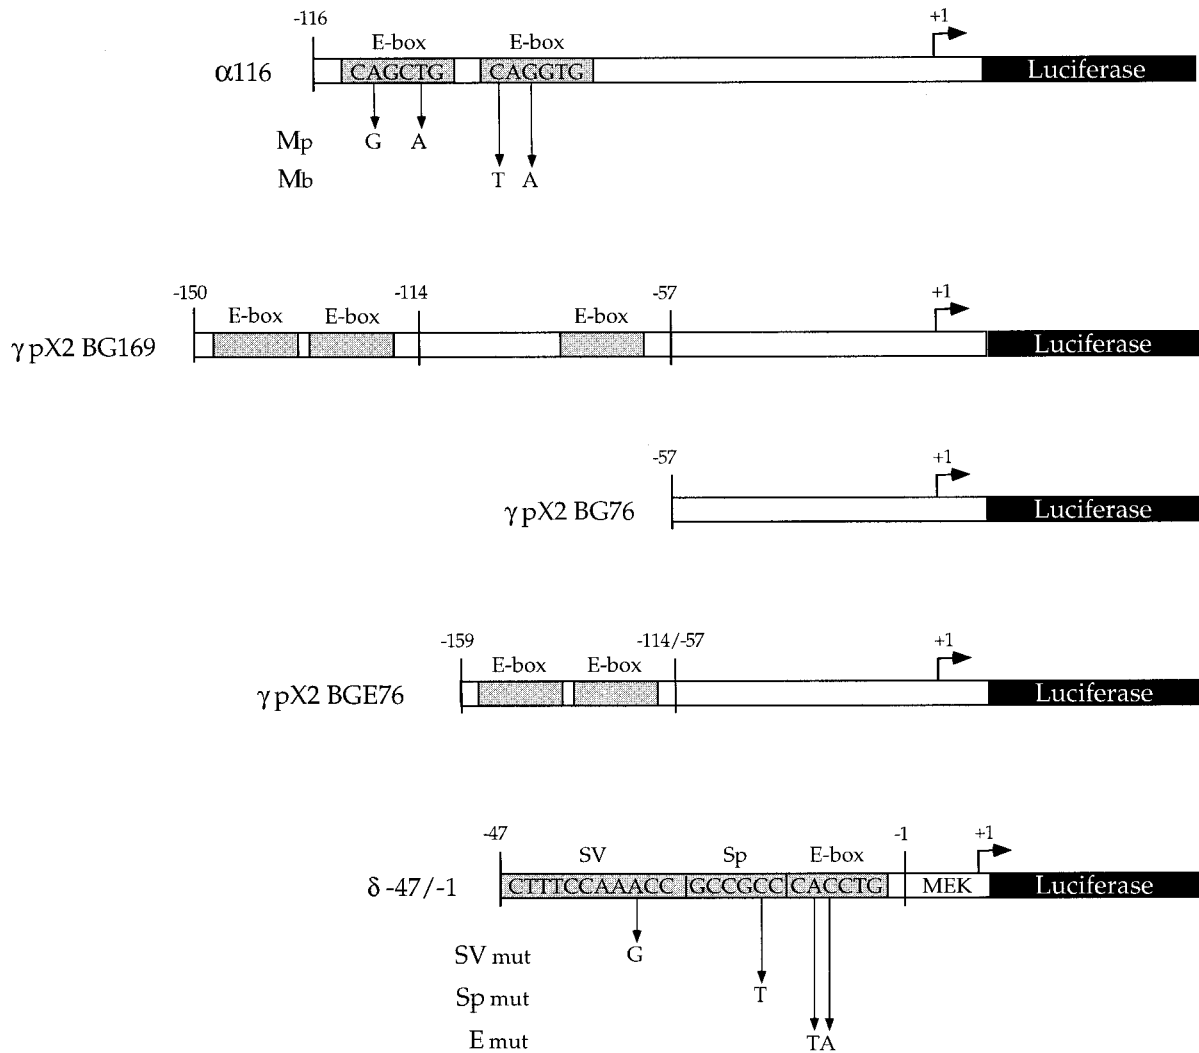 -116 +1
E-box E-box
α116 CAGCTG CAGGTG Luciferase
Mp G A
Mb T A
-150 -114 -57 +1
E-box E-box E-box
γ pX2 BG169 Luciferase
-57 +1
γ pX2 BG76 Luciferase
-159 -114/-57 +1
E-box E-box
γ pX2 BGE76 Luciferase
-47 -1 +1
SV Sp E-box
δ -47/-1 CTTTCCAAACC GCCGCC CACCTG MEK Luciferase
SV mut G
Sp mut T
E mut TA